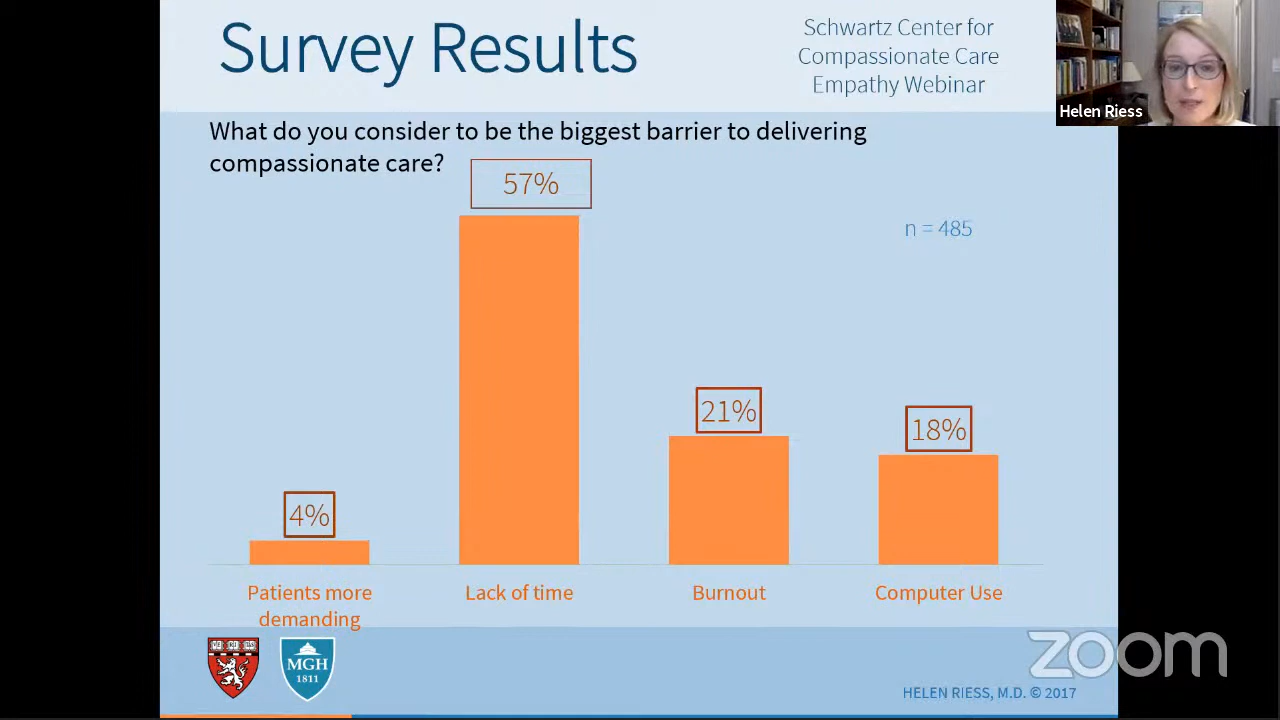 Survey Results
Schwartz Center for
Compassionate Care
Empathy Webinar
Helen Riess
What do you consider to be the biggest barrier to delivering
compassionate care?
57%
n = 485
21%
18%
4%
Patients more
demanding
Lack of time
Burnout
Computer Use
MGH
1811
zoom
HELEN RIESS, M.D. © 2017